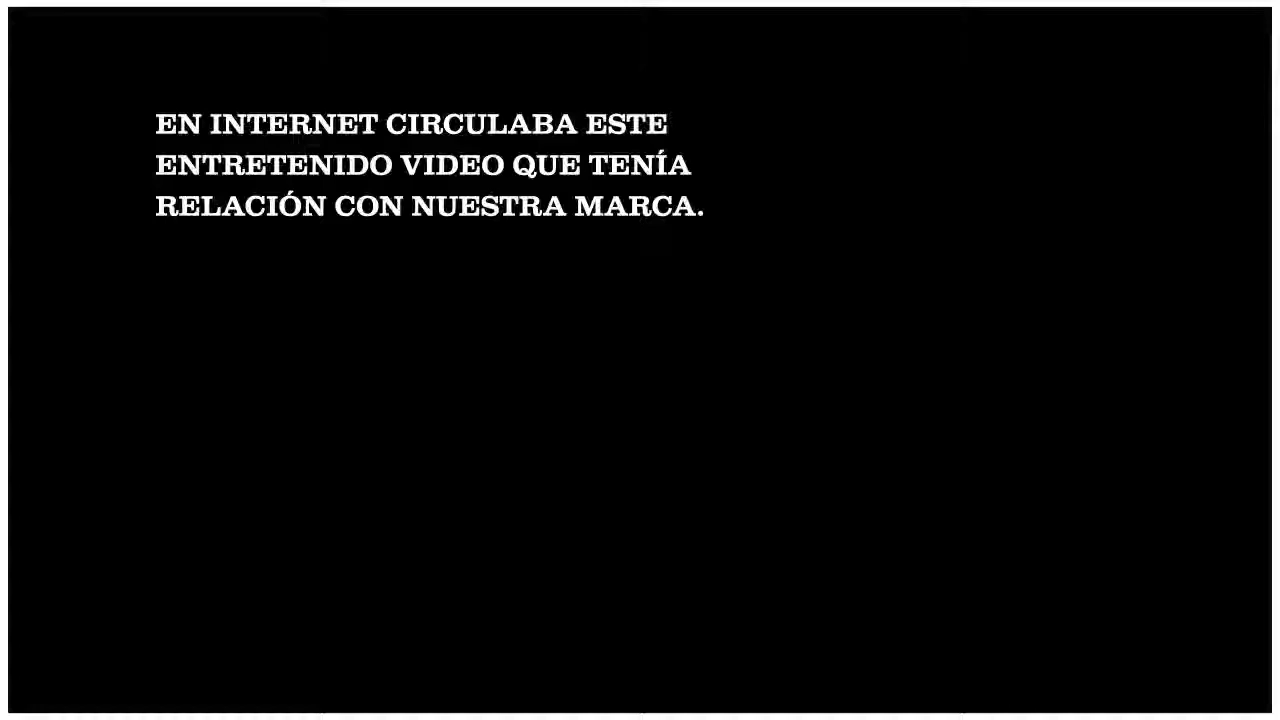 EN INTERNET CIRCULABA ESTE
ENTRETENIDO VIDEO QUE TENÍA
RELACIÓN CON NUESTRA MARCA.